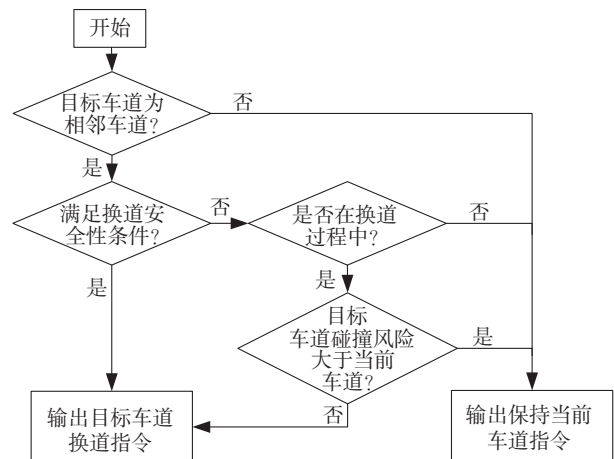 开始
目标车道为
相邻车道?
否
是
满足换道安
全性条件?
否
是否在换道
过程中?
否
是
是
目标
车道碰撞风险
大于当前
车道?
是
否
输出目标车道
换道指令
输出保持当前
车道指令